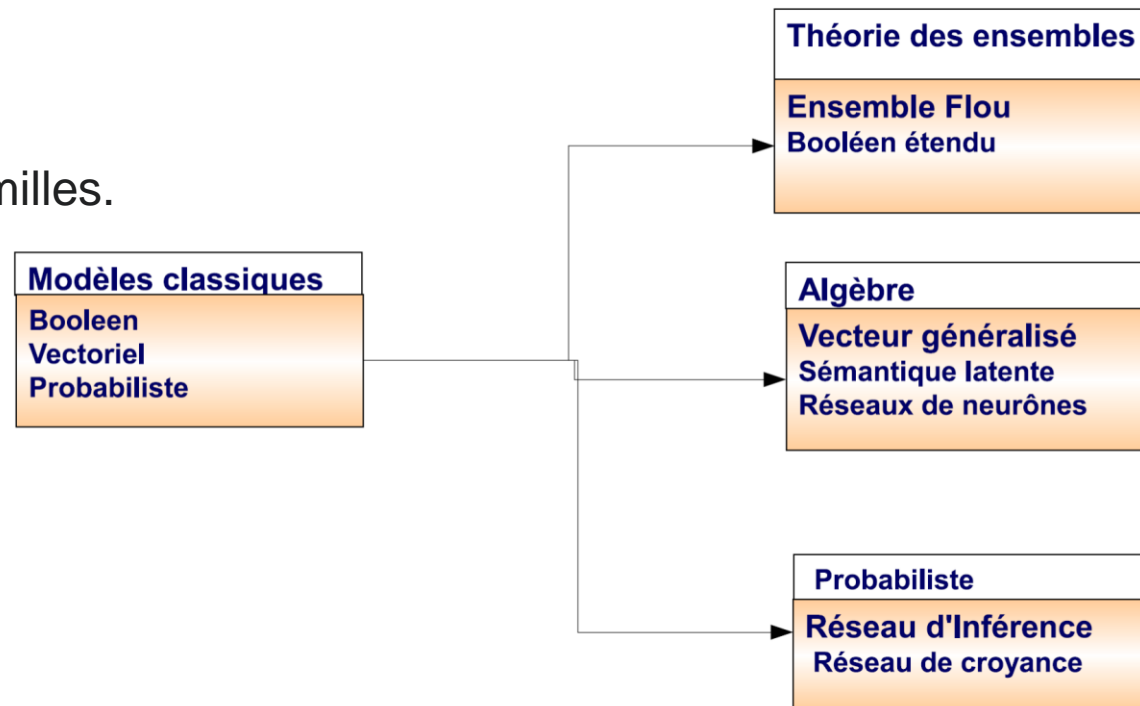 milles.
Modèles classiques
Booleen
Vectoriel
Probabiliste
Théorie des ensembles
Ensemble Flou
Booléen étendu
Algèbre
Vecteur généralisé
Sémantique latente
Réseaux de neurônes
Probabiliste
Réseau d'Inférence
Réseau de croyance